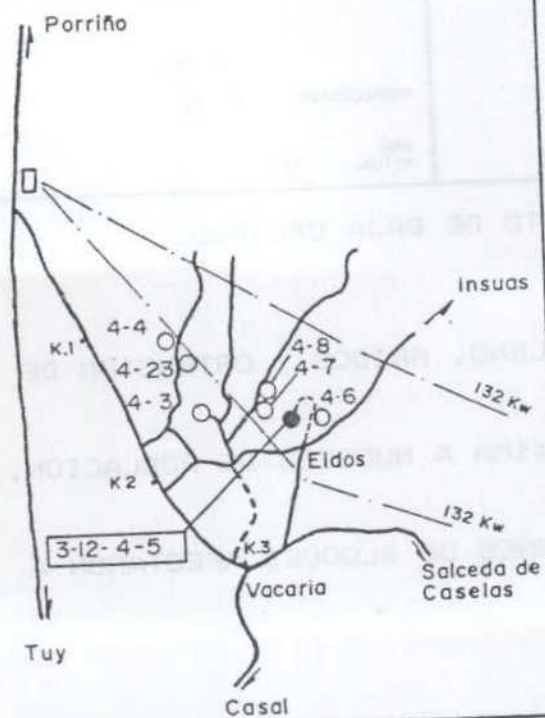 Porriño
Insuas
K.1
4-4
4-8
4-23
4-7
4-3
4-6
132 Kw
Eldos
K2
132 Kw
3-12-4-5
K.3
Salceda de
Caselas
Vacaria
Tuy
Casal